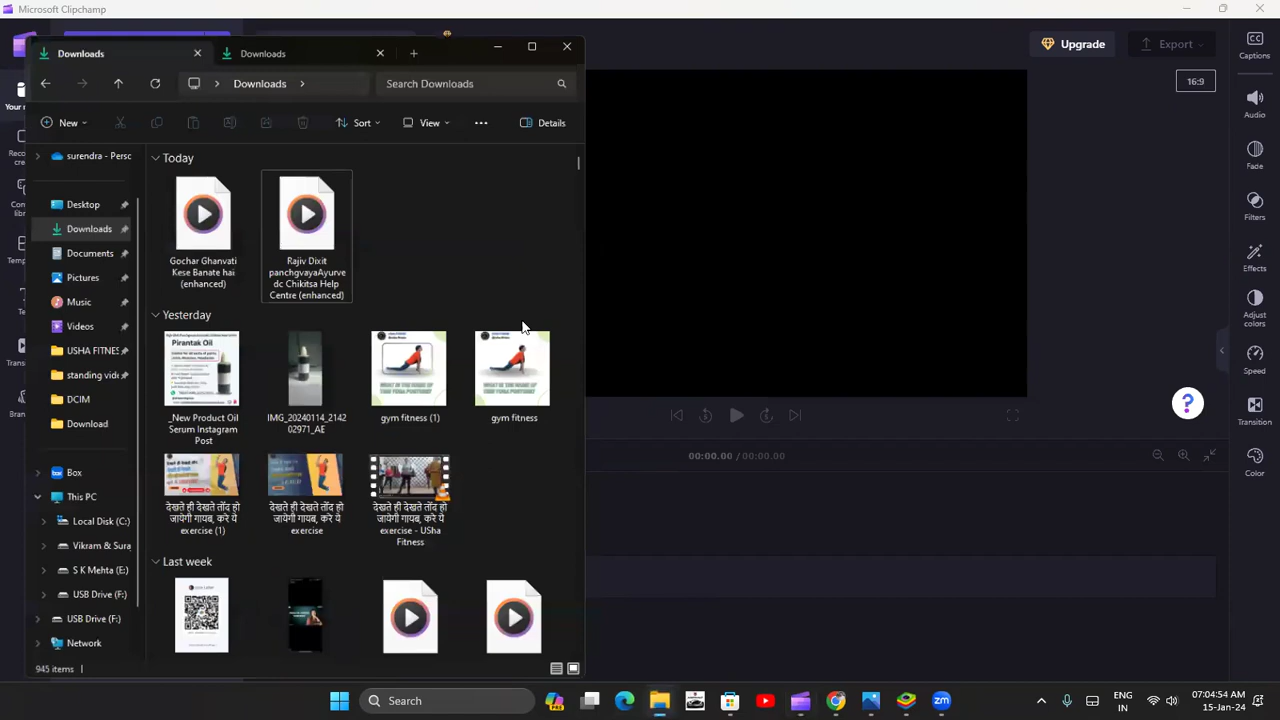 Microsoft Clipchamp
Downloads
Downloads
Upgrade
Export
Captions
Downloads
Search Downloads
16:9
Audio
New
Sort
View
Details
Fade
surendra - Persc
Today
Desktop
Downloads
Documents
Pictures
Music
Videos
USHA FITNES
standing.vide
DCIM
Download
Box
This PC
Local Disk (C:)
Vikram & Sura
S K Mehta (E:)
USB Drive (F:)
USB Drive (F:)
Network
Gochar Ghanvati
Kese Banate hai
(enhanced)
Rajiv Dixit
panchgvayaAyurve
dc Chikitsa Help
Centre (enhanced)
Yesterday
Pirantak Oil
_New Product Oil
Serum Instagram
Post
IMG_20240114_2142
02971_AE
gym fitness (1)
gym fitness
देखते ही देखते तोंद हो
जायेगी गायब, करे ये
exercise (1)
देखते ही देखते तोंद हो
जायेगी गायब, करे ये
exercise
देखते ही देखते तोंद हो
जायेगी गायब, करे ये
exercise - USha
Fitness
Last week
945 items
Filters
Effects
Adjust
colors
Speed
Transition
Color
?
00:00.00 / 00:00.00
Search
ENG
IN
07:04:54 AM
15-Jan-24